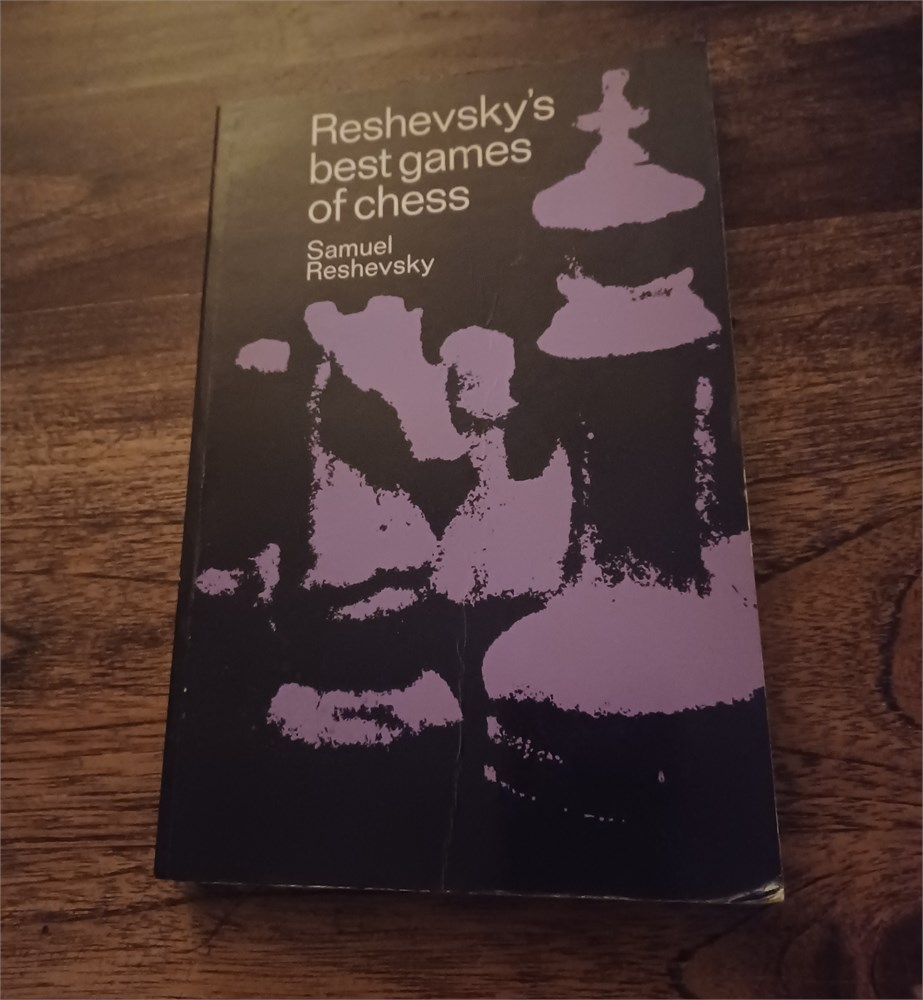 Reshevsky's
best games
of chess
Samuel
Reshevsky